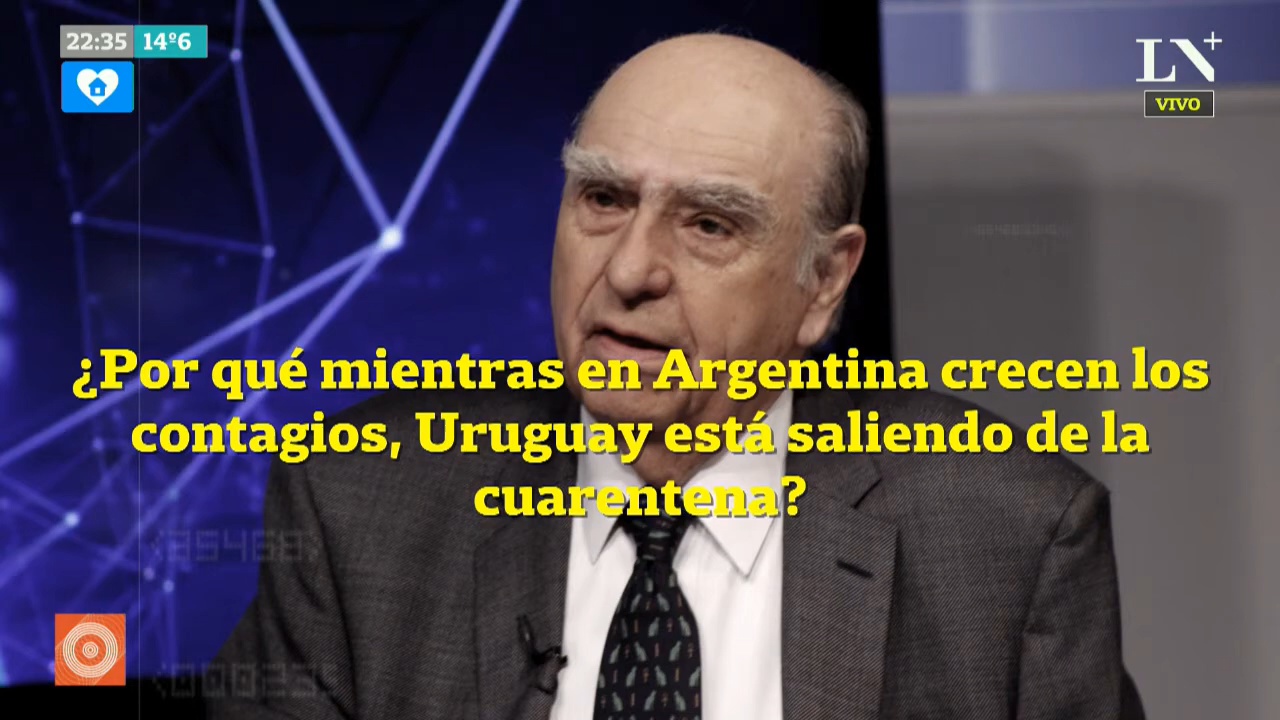 22:35 14º6
LN+
VIVO
¿Por qué mientras en Argentina crecen los
contagios, Uruguay está saliendo de la
cuarentena?